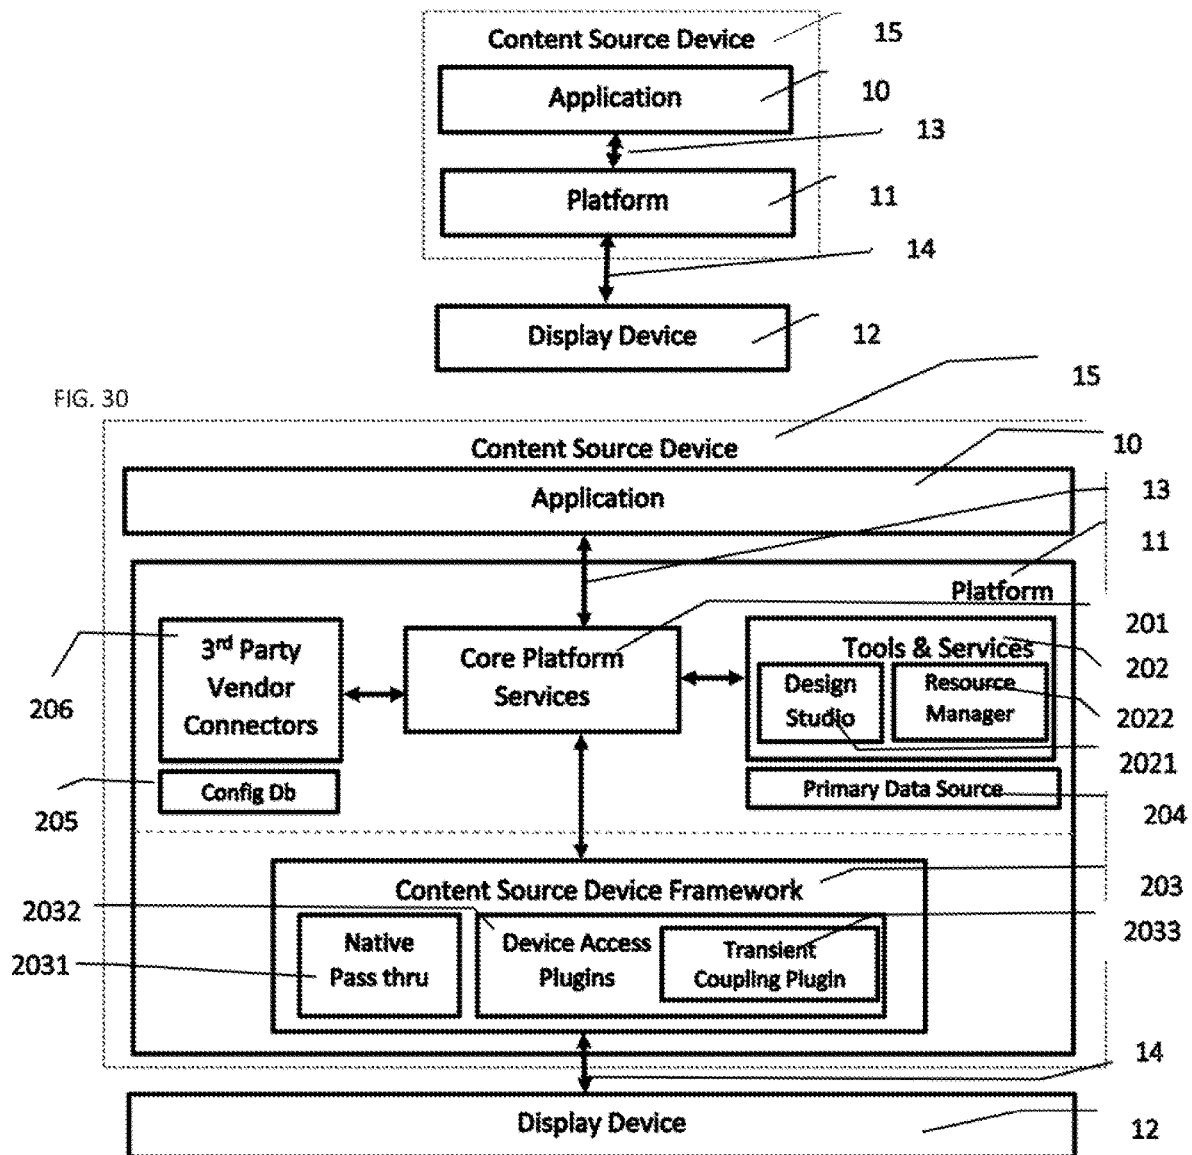 Content Source Device
15
Application
10
13
Platform
11
14
Display Device
12
FIG. 30
15
Content Source Device
10
Application
13
11
Platform
201
3rd Party
Vendor
Connectors
Core Platform
Services
Tools & Services
202
Design
Studio
Resource
Manager
206
2022
2021
Config Db
Primary Data Source
205
204
Content Source Device Framework
203
2032
2033
Native
Pass thru
Device Access
Plugins
Transient
Coupling Plugin
2031
14
Display Device
12